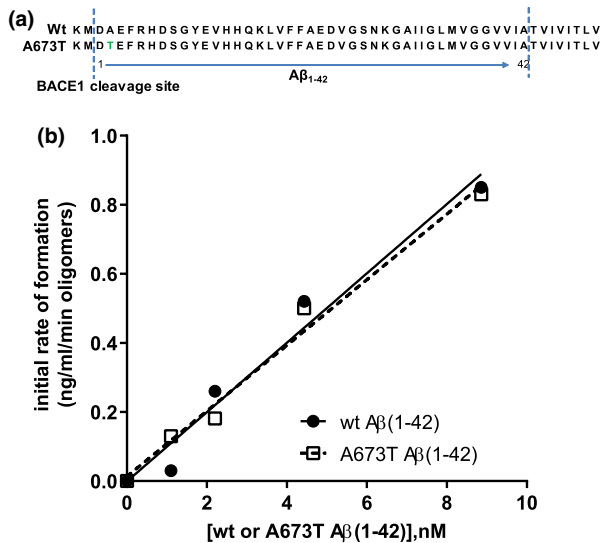 (a)
Wt K M D A E F R H D S G Y E V H H Q K L V F F A E D V G S N K G A I I G L M V G G V V I A T V I V I T L V
A673T K M D T E F R H D S G Y E V H H Q K L V F F A E D V G S N K G A I I G L M V G G V V I A T V I V I T L V
1 42
Aβ1-42
BACE1 cleavage site
(b)
initial rate of formation
(ng/ml/min oligomers)
1.0
0.8
0.6
0.4
0.2
0.0
0 2 4 6 8 10
wt Aβ(1-42)
A673T Aβ(1-42)
[wt or A673T Aβ(1-42)],nM